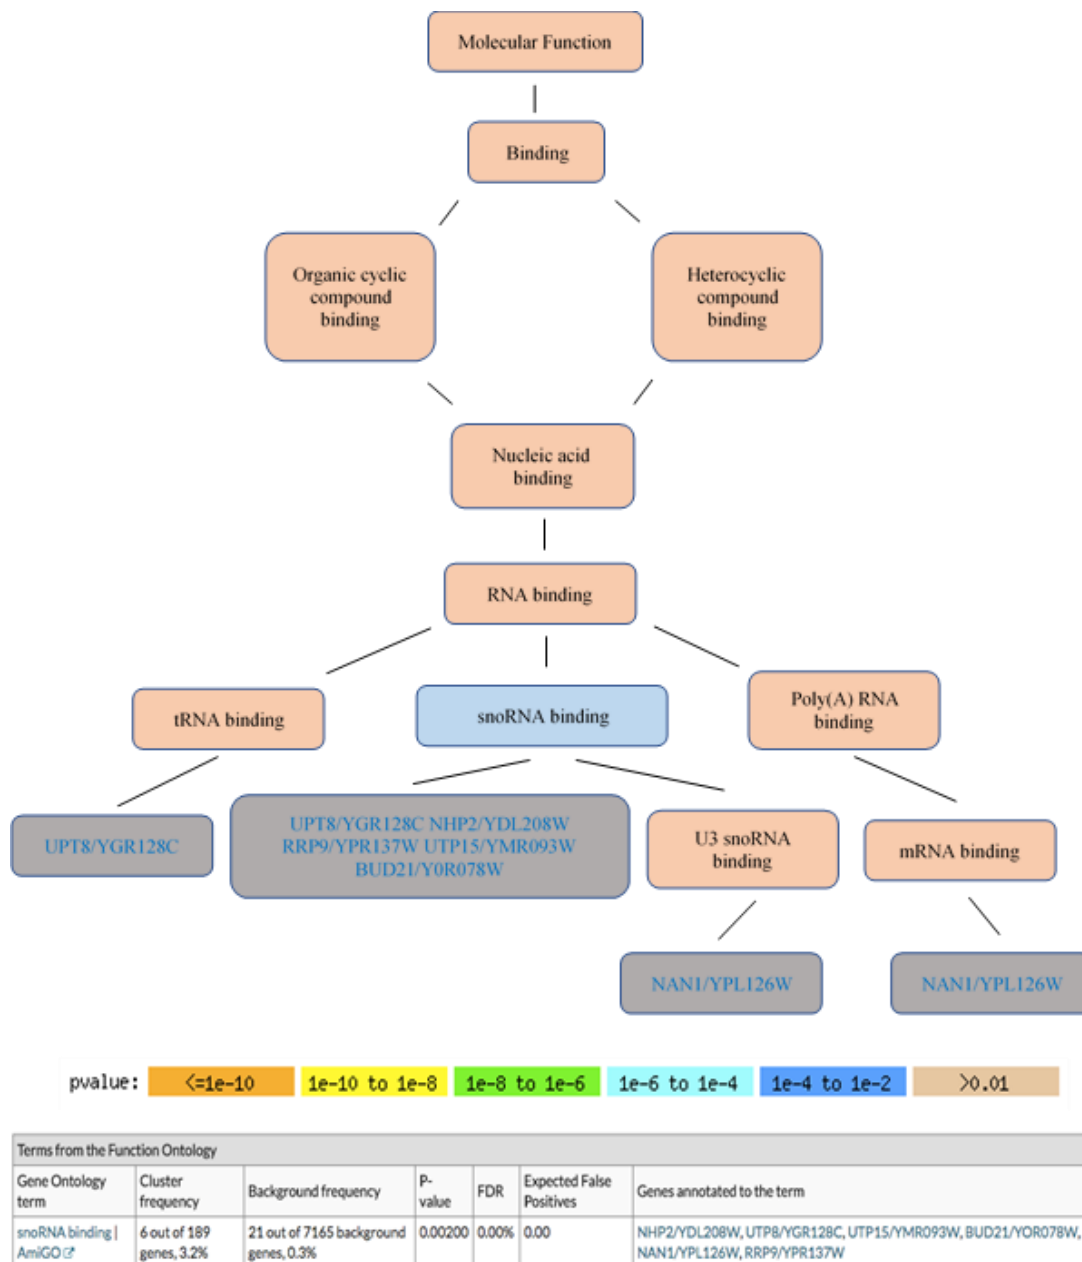 Molecular Function
Binding
Organic cyclic
compound
binding
Heterocyclic
compound
binding
Nucleic acid
binding
RNA binding
tRNA binding
snoRNA binding
Poly(A) RNA
binding
UPT8/YGR128C
UPT8/YGR128C NHP2/YDL208W
RRP9/YPR137W UTP15/YMR093W
BUD21/Y0R078W
U3 snoRNA
binding
mRNA binding
NAN1/YPL126W
NAN1/YPL126W
pvalue: <=1e-10 1e-10 to 1e-8 1e-8 to 1e-6 1e-6 to 1e-4 1e-4 to 1e-2 >0.01
Terms from the Function Ontology
Gene Ontology
term
Cluster
frequency
Background frequency
P-
value
FDR
Expected False
Positives
Genes annotated to the term
snoRNA binding |
AmiGO
6 out of 189
genes, 3.2%
21 out of 7165 background
genes, 0.3%
0.00200
0.00%
0.00
NHP2/YDL208W, UTP8/YGR128C, UTP15/YMR093W, BUD21/YOR078W,
NAN1/YPL126W, RRP9/YPR137W